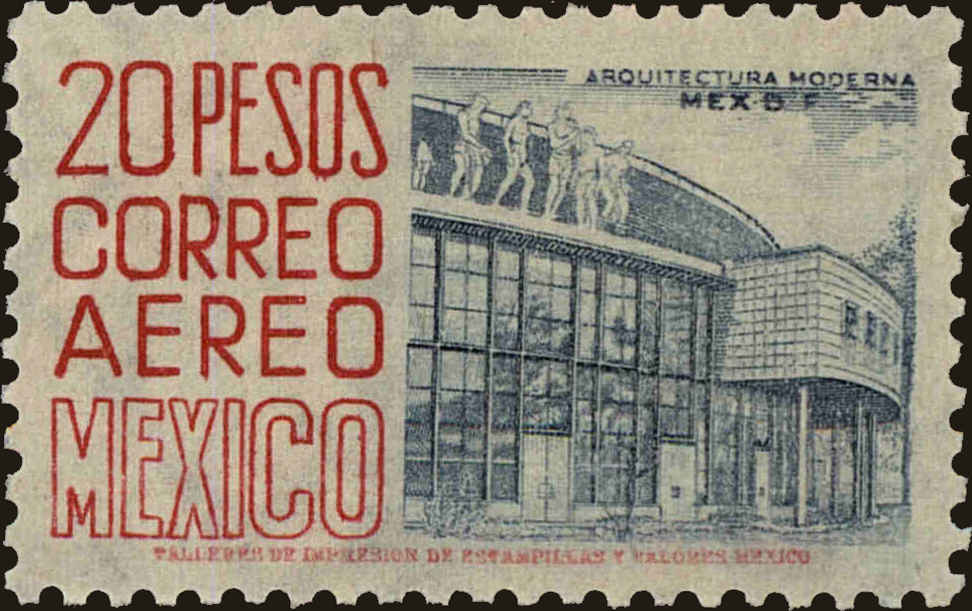 20 PESOS
CORREO
AEREO
MEXICO
ARQUITECTURA MODERNA
MEX D F
TALLERES DE IMPRESION DE ESTAMPILLAS Y VALORES MEXICO